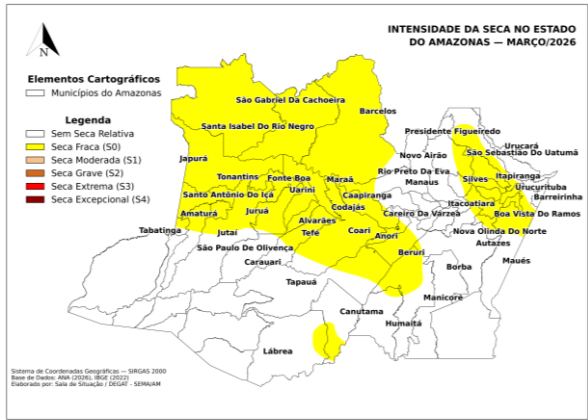 INTENSIDADE DA SECA NO ESTADO
DO AMAZONAS — MARÇO/2026
N
Elementos Cartográficos
Municípios do Amazonas
Legenda
Sem Seca Relativa
Seca Fraca (S0)
Seca Moderada (S1)
Seca Grave (S2)
Seca Extrema (S3)
Seca Excepcional (S4)
São Gabriel Da Cachoeira
Barcelos
Santa Isabel Do Rio Negro
Presidente Figueiredo
Urucará
São Sebastião Do Uatumã
Japurá
Novo Airão
Rio Preto Da Eva
Itapiranga
Tonantins
Fonte Boa
Maraã
Manaus
Silves
Urucurituba
Uarini
Barreirinha
Santo Antônio Do Içá
Caapiranga
Codajás
Itacoatiara
Amaturá
Juruá
Careiro Da Várzea
Boa Vista Do Ramos
Alvarães
Tabatinga
Jutaí
Tefé
Coari
Anori
Nova Olinda Do Norte
Autazes
São Paulo De Olivença
Beruri
Maués
Carauari
Borba
Tapauá
Manicoré
Canutama
Humaitá
Lábrea
Sistema de Coordenadas Geográficas — SIRGAS 2000
Base de Dados: ANA (2026), IBGE (2022)
Elaborado por: Sala de Situação / DEGAT - SEMA/AM